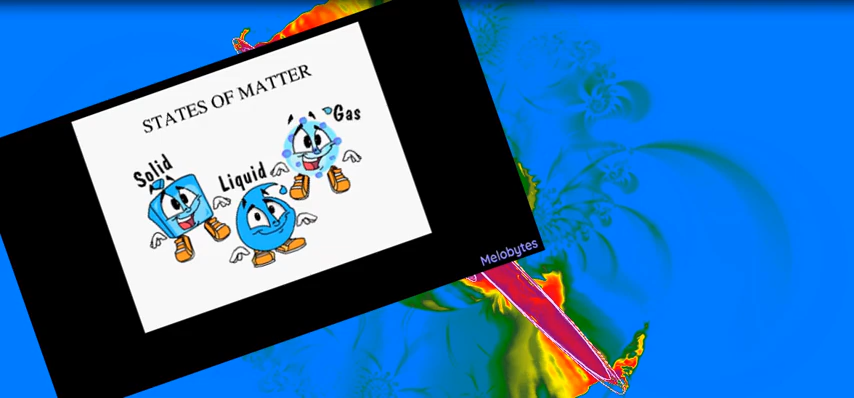 STATES OF MATTER
Gas
Solid
Liquid
Melobytes